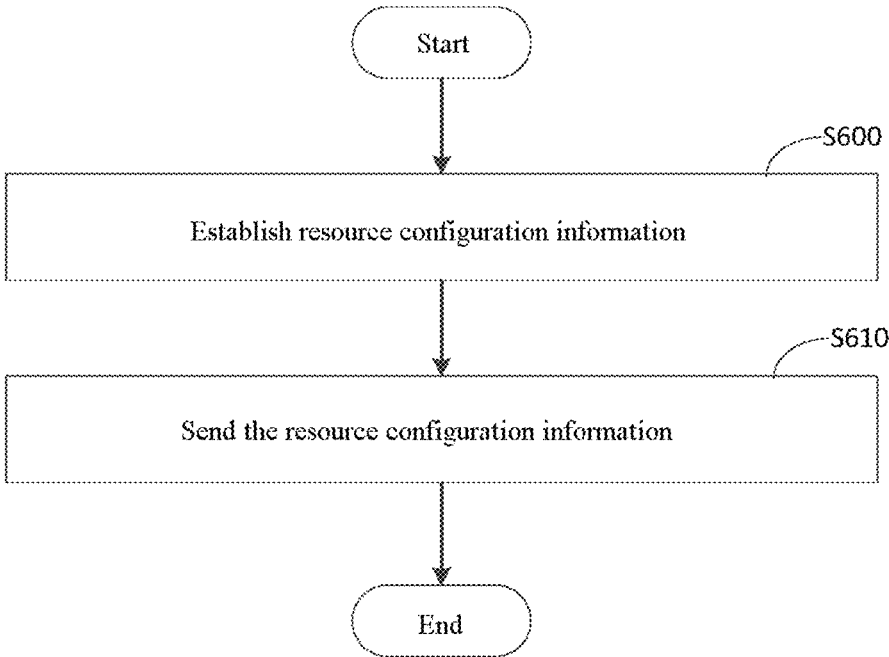 Start
S600
Establish resource configuration information
S610
Send the resource configuration information
End